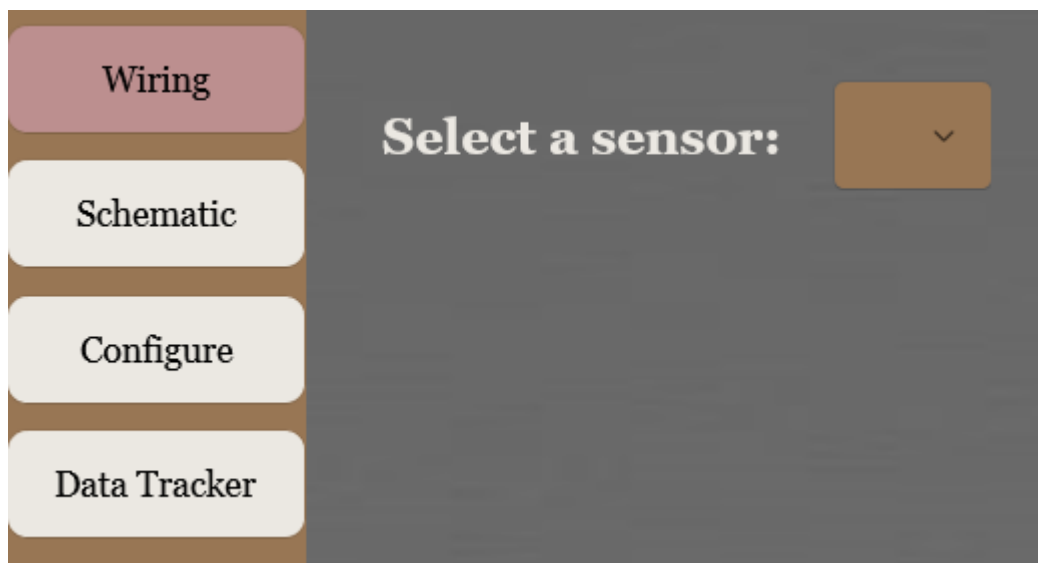 Wiring
Schematic
Configure
Data Tracker
Select a sensor: